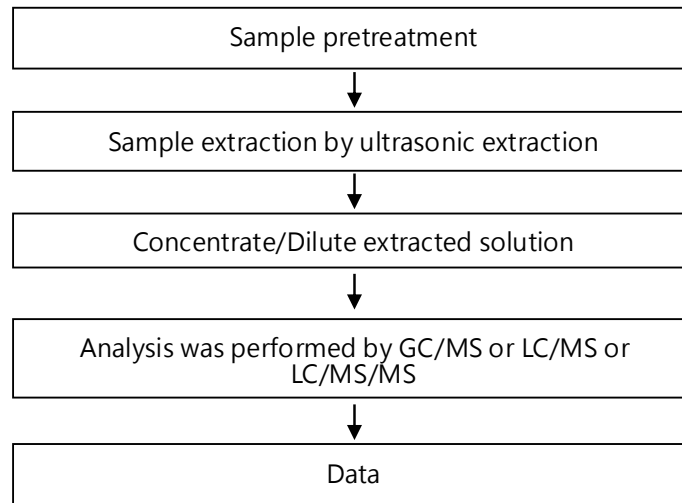 Sample pretreatment
Sample extraction by ultrasonic extraction
Concentrate/Dilute extracted solution
Analysis was performed by GC/MS or LC/MS or
LC/MS/MS
Data